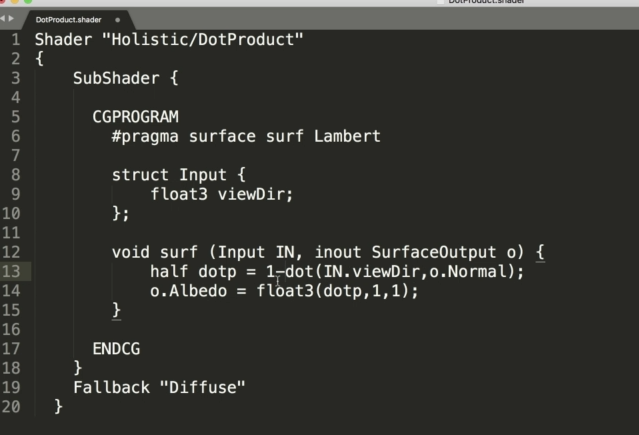 DotProduct.shader
DotProduct.shader
1 Shader "Holistic/DotProduct"
2 {
3 SubShader {
4
5 CGPROGRAM
6 #pragma surface surf Lambert
7
8 struct Input {
9 float3 viewDir;
10 };
11
12 void surf (Input IN, inout SurfaceOutput o) {
13 half dotp = 1-dot(IN.viewDir,o.Normal);
14 o.Albedo = float3(dotp,1,1);
15 }
16
17 ENDCG
18 }
19 Fallback "Diffuse"
20 }